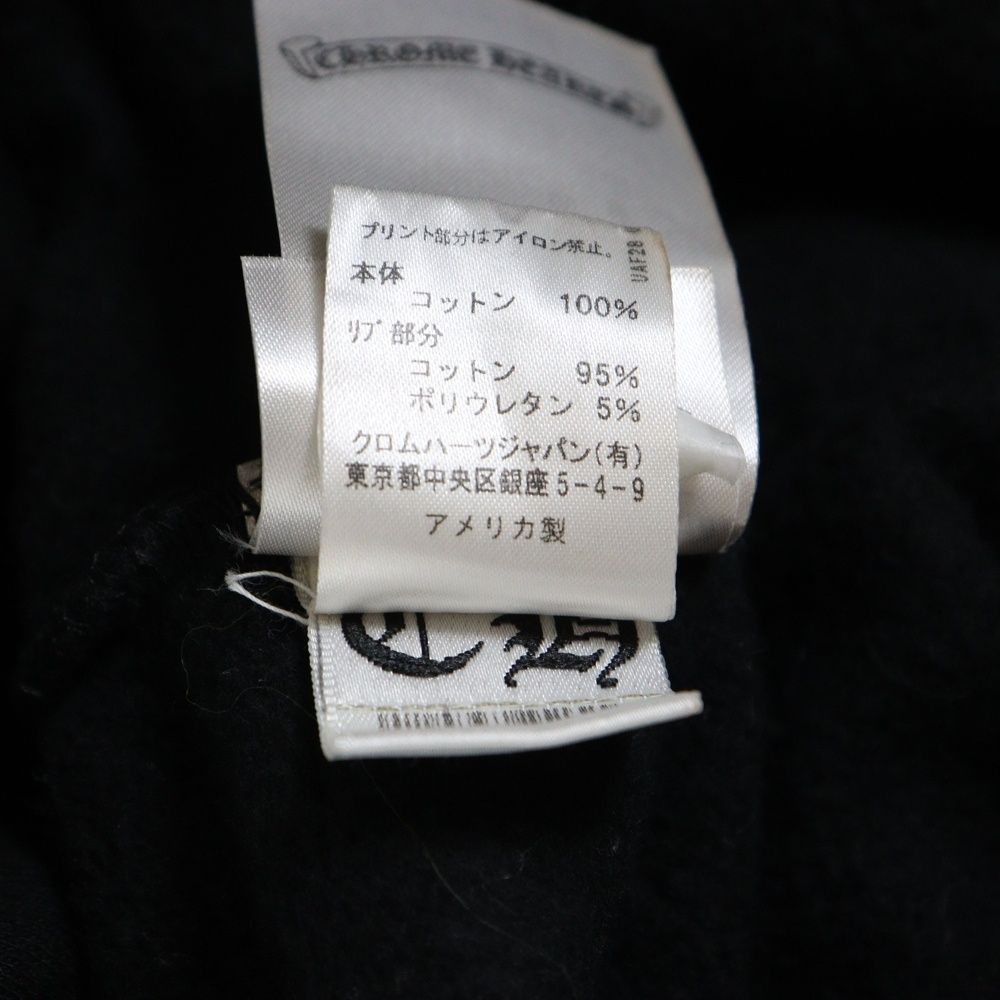 CHROME HEARTS
プリント部分はアイロン禁止。
UAF28
本体
コットン 100%
リブ部分
コットン 95%
ポリウレタン 5%
クロムハーツジャパン(有)
東京都中央区銀座5-4-9
アメリカ製
CH